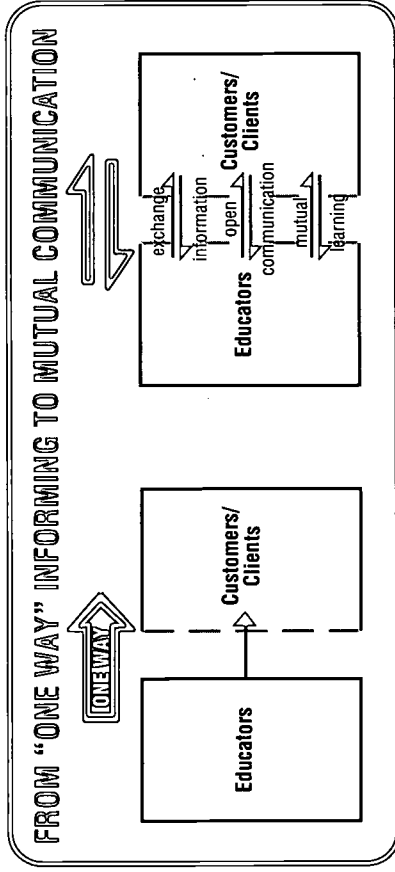 FROM "ONE WAY" INFORMING TO MUTUAL COMMUNICATION
ONE WAY
Educators
Customers/
Clients
Educators
exchange
information
open
communication
mutual
learning
Customers/
Clients